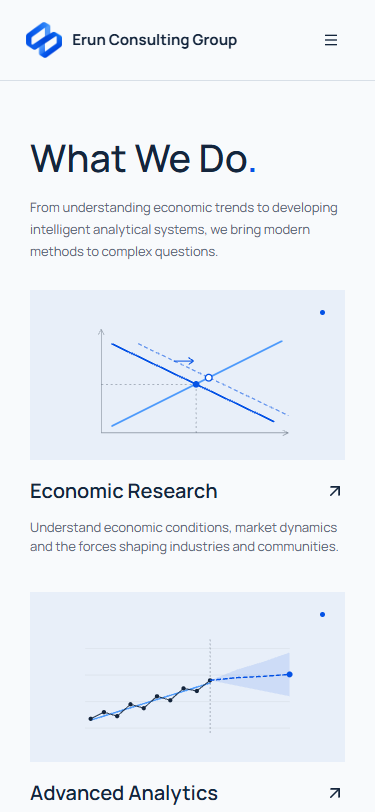 Erun Consulting Group
What We Do.
From understanding economic trends to developing
intelligent analytical systems, we bring modern
methods to complex questions.
Economic Research
Understand economic conditions, market dynamics
and the forces shaping industries and communities.
Advanced Analytics